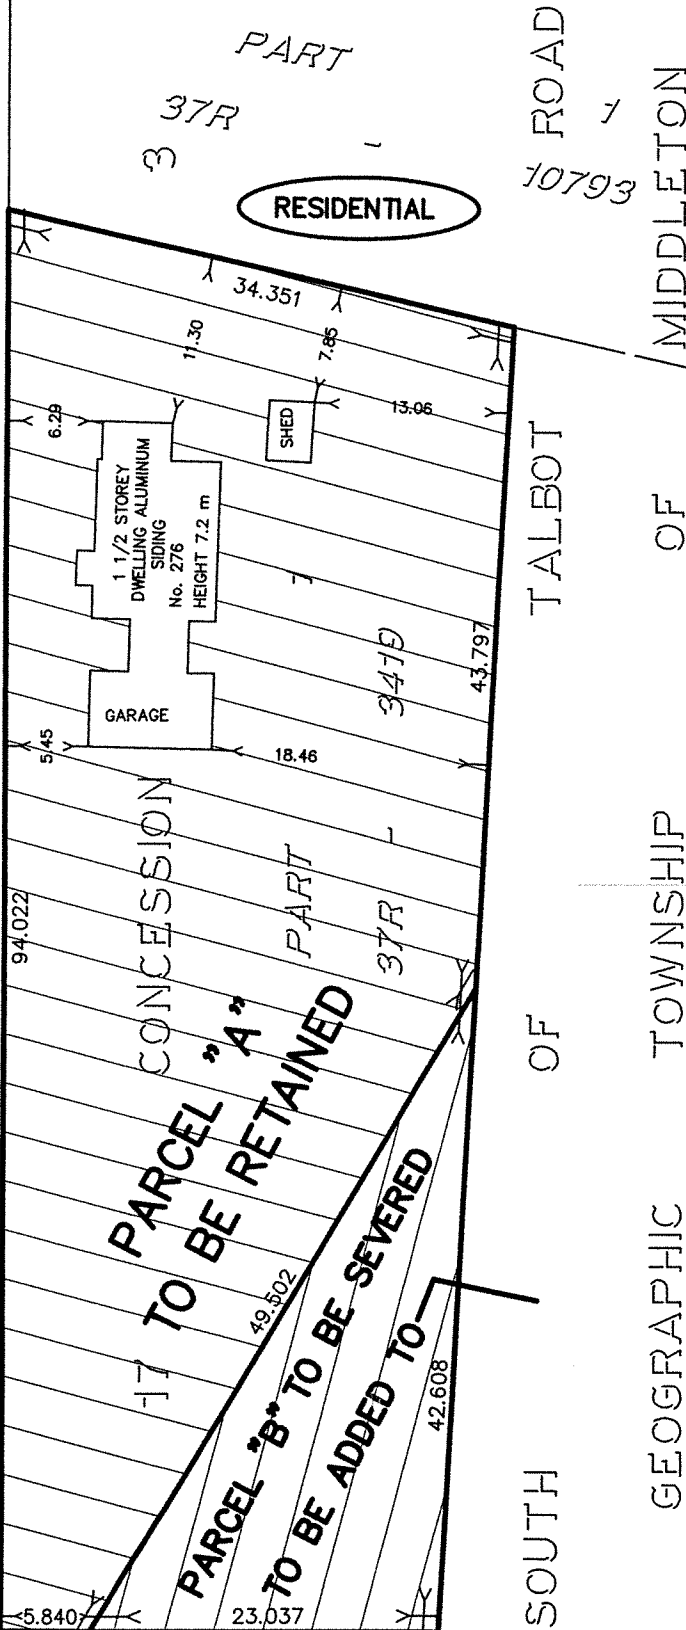 PART
37R
3
-
ROAD
1
10793
MIDDLETON
RESIDENTIAL
34.351
11.30
7.85
13.06
6.29
SHED
1 1/2 STOREY
DWELLING ALUMINUM
SIDING
No. 276
HEIGHT 7.2 m
GARAGE
5.45
18.46
1
3419
43.797
TALBOT
OF
94.022
CONCESSION
PART
37R
-
PARCEL "A"
TO BE RETAINED
17
49.502
PARCEL "B" TO BE SEVERED
TO BE ADDED TO
42.608
5.840
23.037
OF
SOUTH
TOWNSHIP
GEOGRAPHIC